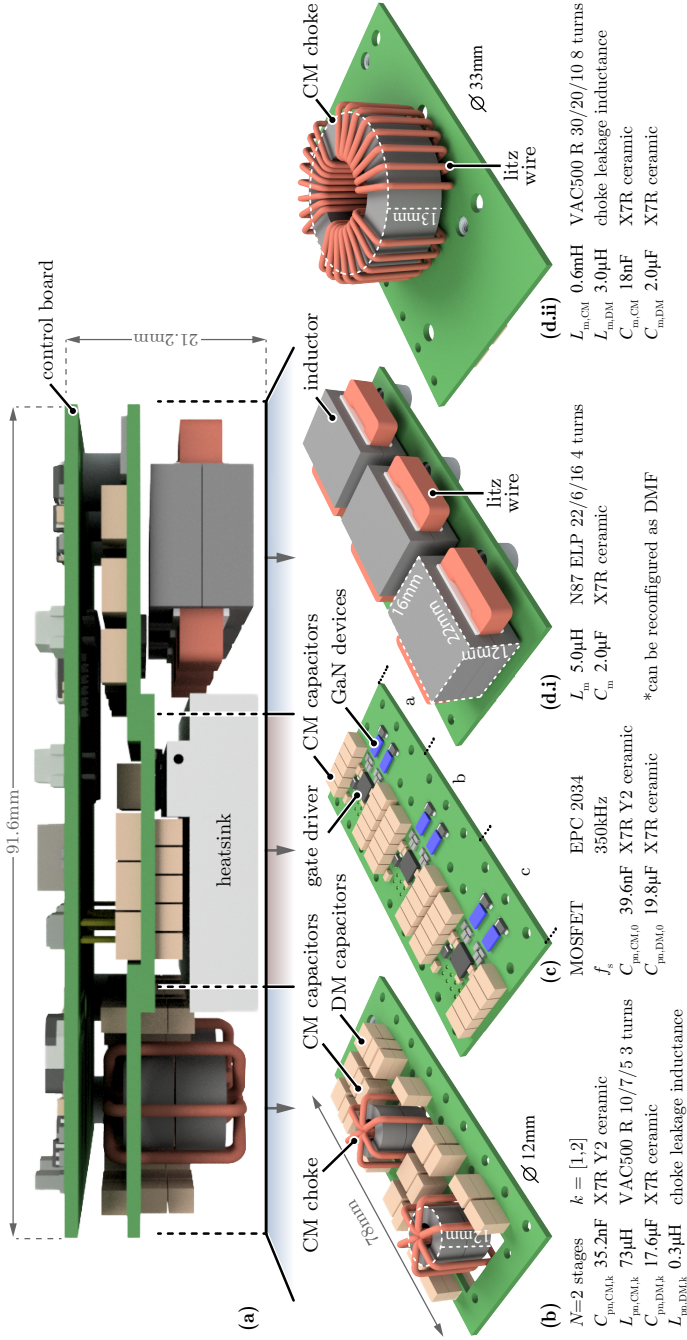 91.6mm
control board
21.2mm
heatsink
(a)
CM choke
CM capacitors
DM capacitors
78mm
12mm
Ø 12mm
(b)
N=2 stages k = [1,2]
C_pn,CM,k 35.2nF X7R Y2 ceramic
L_pn,CM,k 73µH VAC500 R 10/7/5 3 turns
C_pn,DM,k 17.6µF X7R ceramic
L_pn,DM,k 0.3µH choke leakage inductance
gate driver
CM capacitors
GaN devices
a
b
c
(c)
MOSFET EPC 2034
f_s 350kHz
C_pn,CM,0 39.6nF X7R Y2 ceramic
C_pn,DM,0 19.8µF X7R ceramic
inductor
16mm
22mm
12mm
litz
wire
(d.i)
L_m 5.0µH N87 ELP 22/6/16 4 turns
C_m 2.0µF X7R ceramic
*can be reconfigured as DMF
CM choke
13mm
Ø 33mm
litz
wire
(d.ii)
L_m,CM 0.6mH VAC500 R 30/20/10 8 turns
L_m,DM 3.0µH choke leakage inductance
C_m,CM 18nF X7R ceramic
C_m,DM 2.0µF X7R ceramic